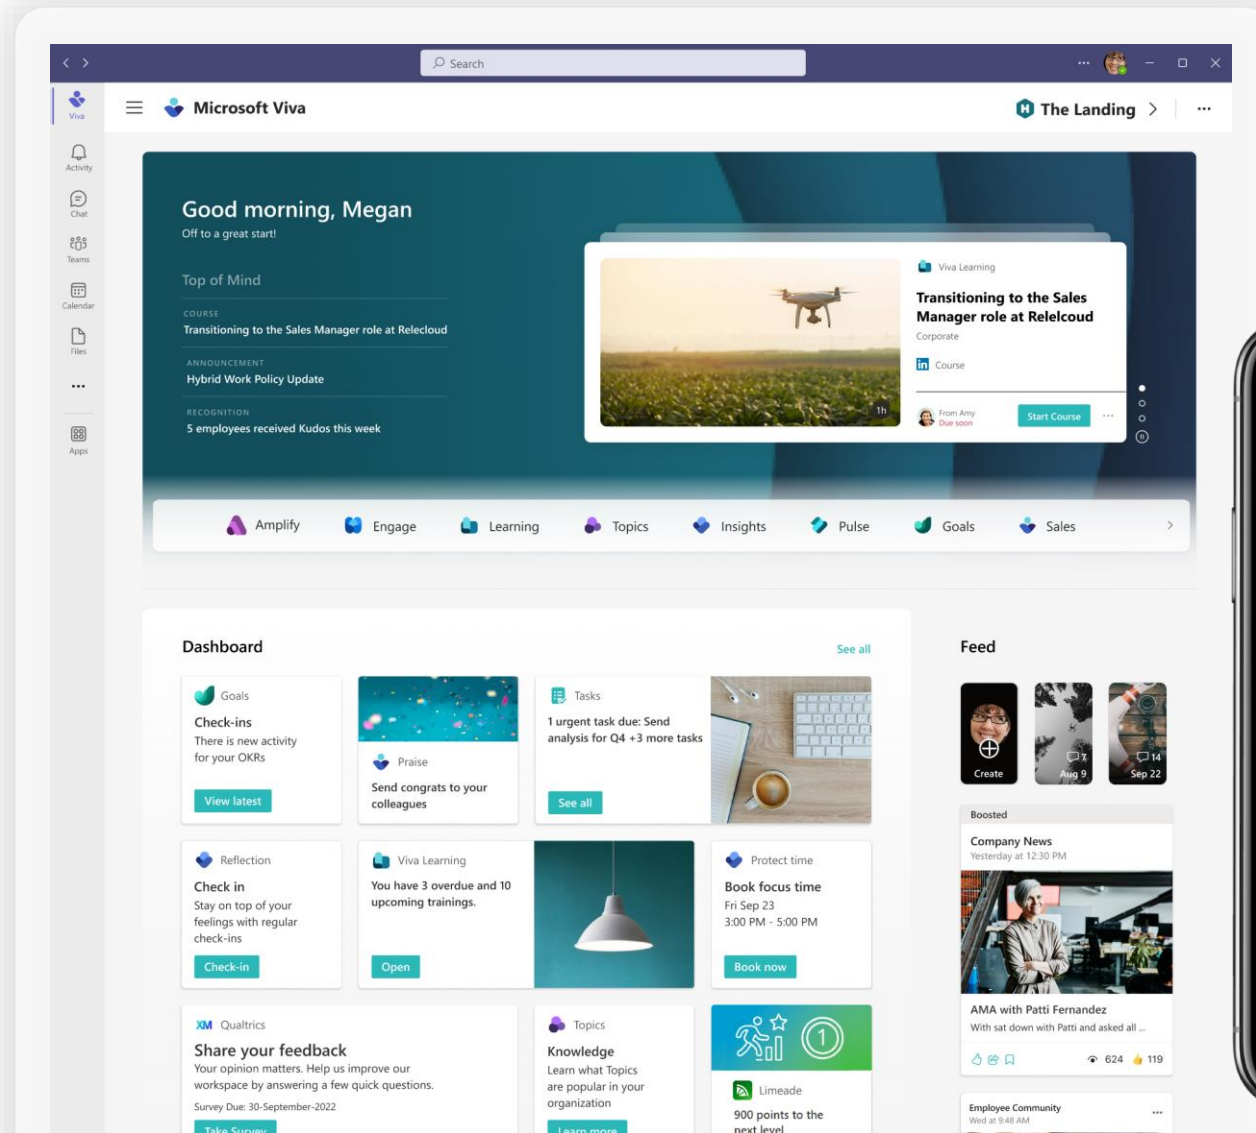 Search
Viva
Microsoft Viva
The Landing
Activity
Chat
Teams
Calendar
Files
Apps
Good morning, Megan
Off to a great start!
Top of Mind
COURSE
Transitioning to the Sales Manager role at Relecloud
ANNOUNCEMENT
Hybrid Work Policy Update
RECOGNITION
5 employees received Kudos this week
1h
Viva Learning
Transitioning to the Sales
Manager role at Relelcoud
Corporate
in Course
From Amy
Due soon
Start Course
Amplify
Engage
Learning
Topics
Insights
Pulse
Goals
Sales
Dashboard
See all
Goals
Check-ins
There is new activity
for your OKRs
View latest
Praise
Send congrats to your
colleagues
Tasks
1 urgent task due: Send
analysis for Q4 +3 more tasks
See all
Reflection
Check in
Stay on top of your
feelings with regular
check-ins
Check-in
Viva Learning
You have 3 overdue and 10
upcoming trainings.
Open
Protect time
Book focus time
Fri Sep 23
3:00 PM - 5:00 PM
Book now
XM Qualtrics
Share your feedback
Your opinion matters. Help us improve our
workspace by answering a few quick questions.
Survey Due: 30-September-2022
Take Survey
Topics
Knowledge
Learn what Topics
are popular in your
organization
Learn more
1
Limeade
900 points to the
next level
Feed
Create
7
Aug 9
14
Sep 22
Boosted
Company News
Yesterday at 12:30 PM
AMA with Patti Fernandez
With sat down with Patti and asked all ...
624
119
Employee Community
Wed at 9:48 AM